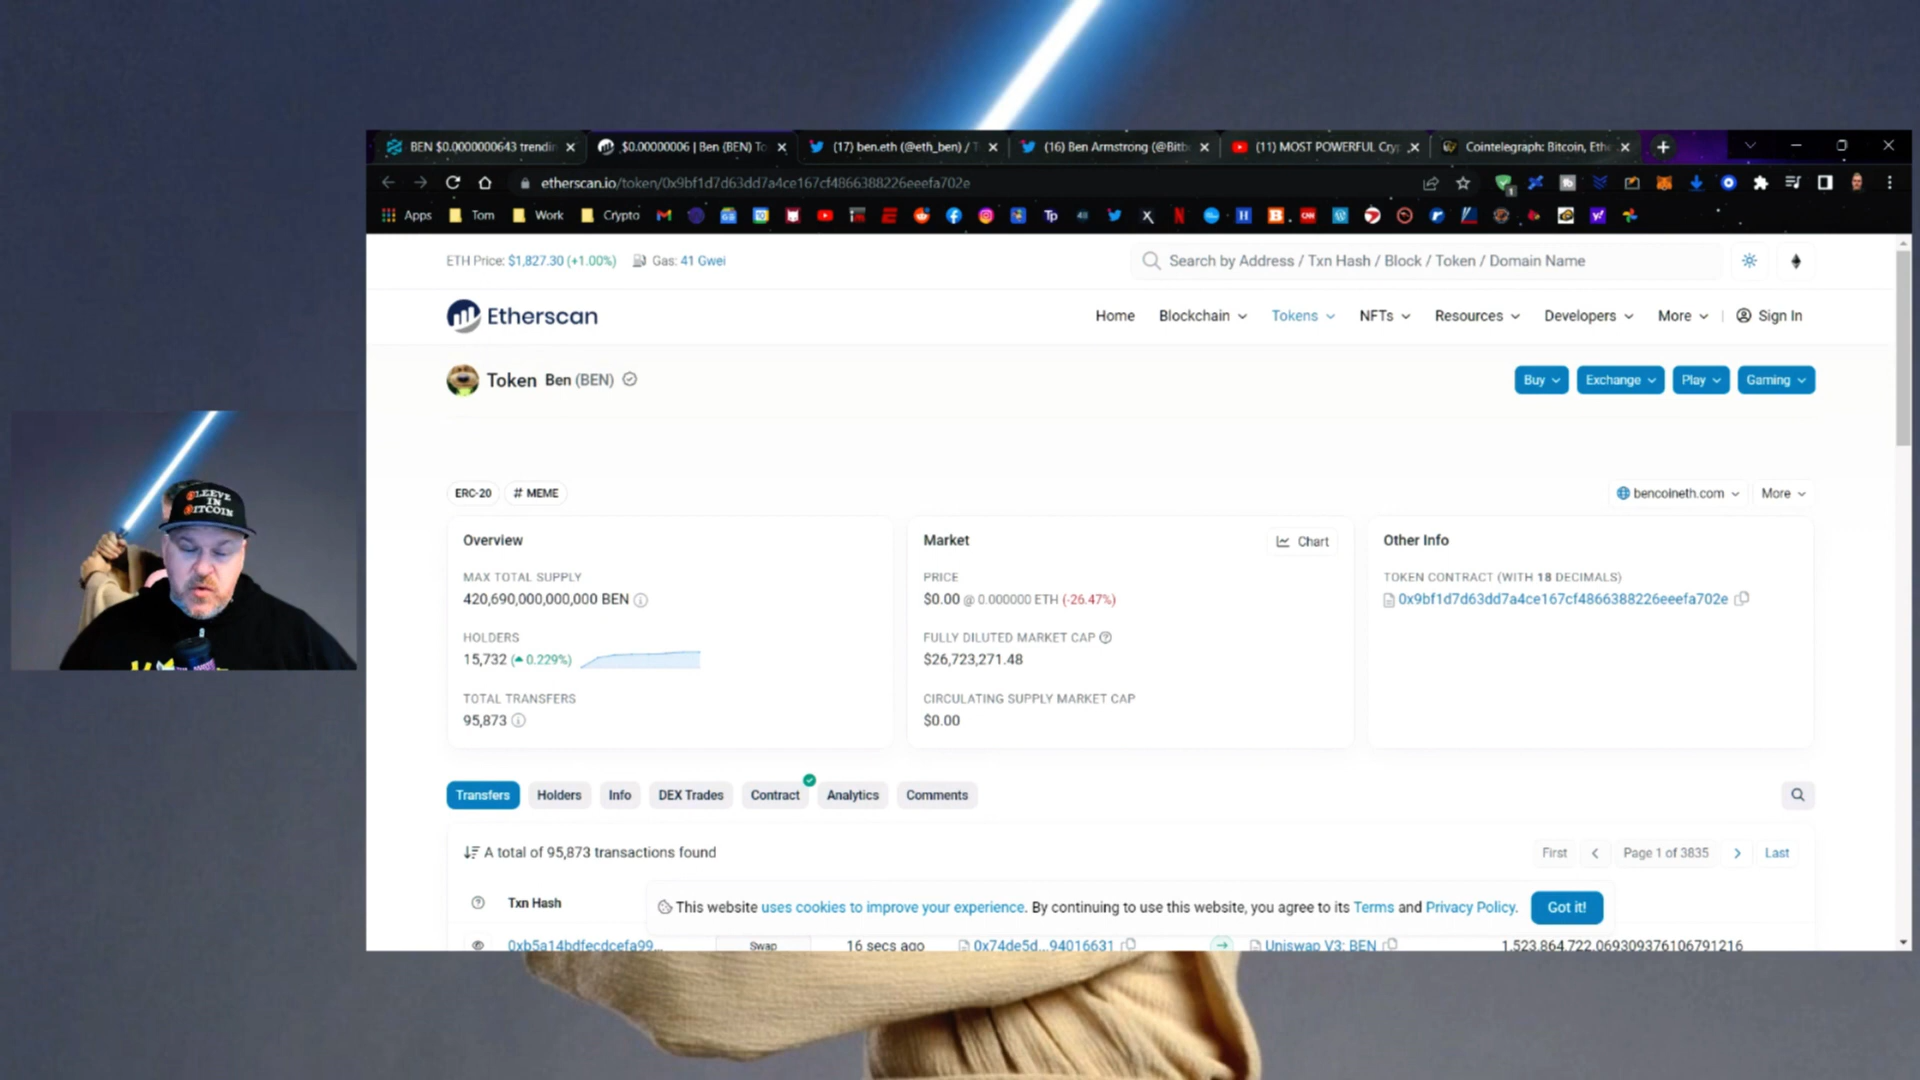 BEN $0.0000000643 trendin
$0.00000006 | Ben (BEN) To
(17) ben.eth (@eth_ben) /
(16) Ben Armstrong (@Bitb
(11) MOST POWERFUL Cry
Cointelegraph: Bitcoin, Eth
etherscan.io/token/0x9bf1d7d63dd7a4ce167cf4866388226eeefa702e
Apps Tom Work Crypto
ETH Price: $1,827.30 (+1.00%) Gas: 41 Gwei
Search by Address / Txn Hash / Block / Token / Domain Name
Etherscan
Home Blockchain Tokens NFTs Resources Developers More | Sign In
Token Ben (BEN)
Buy Exchange Play Gaming
ERC-20 # MEME
bencoineth.com More
Overview
MAX TOTAL SUPPLY
420,690,000,000,000 BEN
HOLDERS
15,732 (0.229%)
TOTAL TRANSFERS
95,873
Market
Chart
PRICE
$0.00 @ 0.000000 ETH (-26.47%)
FULLY DILUTED MARKET CAP
$26,723,271.48
CIRCULATING SUPPLY MARKET CAP
$0.00
Other Info
TOKEN CONTRACT (WITH 18 DECIMALS)
0x9bf1d7d63dd7a4ce167cf4866388226eeefa702e
Transfers Holders Info DEX Trades Contract Analytics Comments
A total of 95,873 transactions found
First Page 1 of 3835 Last
Txn Hash
This website uses cookies to improve your experience. By continuing to use this website, you agree to its Terms and Privacy Policy.
Got it!
0xb5a14bdfecdcefa99... Swap 16 secs ago 0x74de5d...94016631 Uniswap V3: BEN 1,523,864,722.069309376106791216
IN
BITCOIN